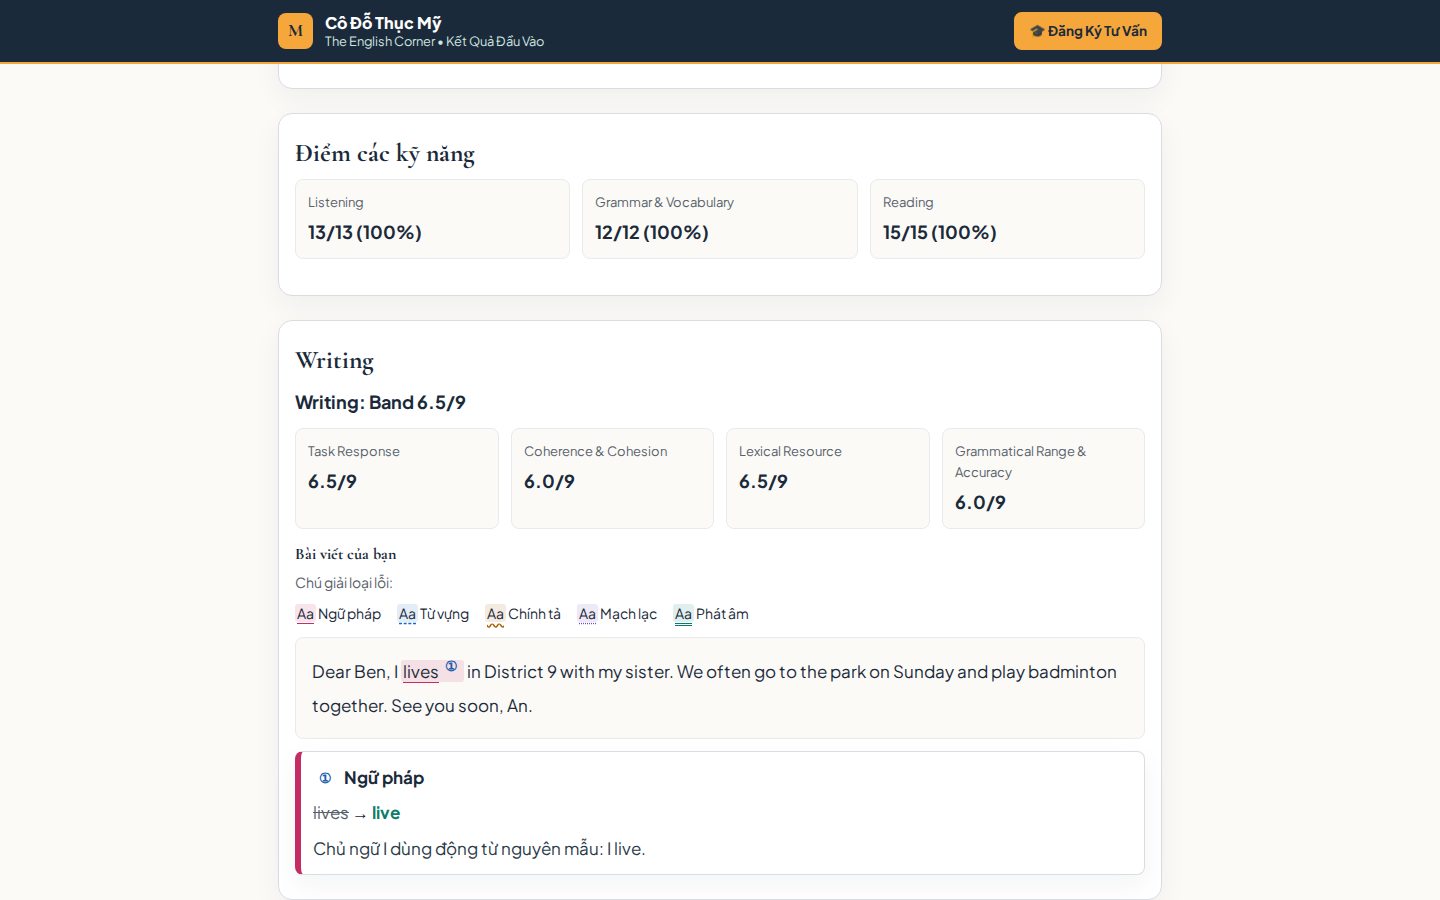 M
Cô Đỗ Thục Mỹ
The English Corner • Kết Quả Đầu Vào
🎓 Đăng Ký Tư Vấn
Điểm các kỹ năng
Listening
13/13 (100%)
Grammar & Vocabulary
12/12 (100%)
Reading
15/15 (100%)
Writing
Writing: Band 6.5/9
Task Response
6.5/9
Coherence & Cohesion
6.0/9
Lexical Resource
6.5/9
Grammatical Range &
Accuracy
6.0/9
Bài viết của bạn
Chú giải loại lỗi:
Aa Ngữ pháp Aa Từ vựng Aa Chính tả Aa Mạch lạc Aa Phát âm
Dear Ben, I lives ① in District 9 with my sister. We often go to the park on Sunday and play badminton
together. See you soon, An.
① Ngữ pháp
lives → live
Chủ ngữ I dùng động từ nguyên mẫu: I live.